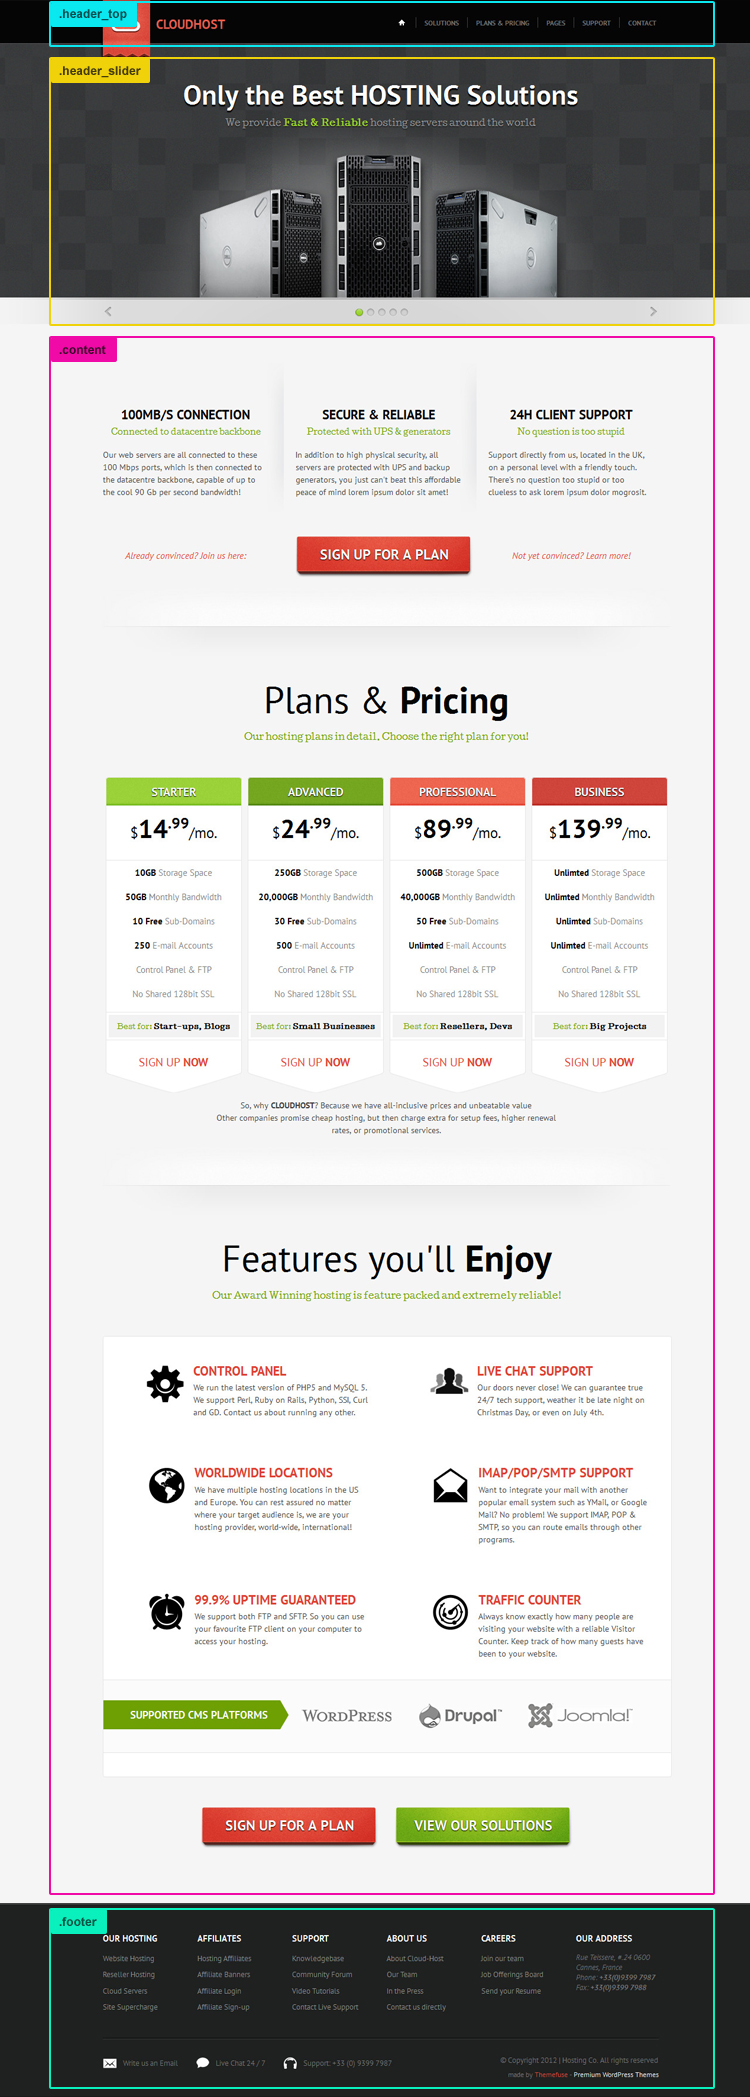 .header_top
CLOUDHOST
SOLUTIONS
PLANS & PRICING
PAGES
SUPPORT
CONTACT
.header_slider
Only the Best HOSTING Solutions
We provide Fast & Reliable hosting servers around the world
.content
100MB/S CONNECTION
Connected to datacentre backbone
Our web servers are all connected to these
100 Mbps ports, which is then connected to
the datacentre backbone, capable of up to
the cool 90 Gb per second bandwidth!
SECURE & RELIABLE
Protected with UPS & generators
In addition to high physical security, all
servers are protected with UPS and backup
generators, you just can't beat this affordable
peace of mind lorem ipsum dolor sit amet!
24H CLIENT SUPPORT
No question is too stupid
Support directly from us, located in the UK,
on a personal level with a friendly touch.
There's no question too stupid or too
clueless to ask lorem ipsum dolor mogrosit.
Already convinced? Join us here:
SIGN UP FOR A PLAN
Not yet convinced? Learn more!
Plans & Pricing
Our hosting plans in detail, Choose the right plan for you!
STARTER
$14.99/mo.
10GB Storage Space
50GB Monthly Bandwidth
10 Free Sub-Domains
250 E-mail Accounts
Control Panel & FTP
No Shared 128bit SSL
Best for: Start-ups, Blogs
SIGN UP NOW
ADVANCED
$24.99/mo.
250GB Storage Space
20,000GB Monthly Bandwidth
30 Free Sub-Domains
500 E-mail Accounts
Control Panel & FTP
No Shared 128bit SSL
Best for: Small Businesses
SIGN UP NOW
PROFESSIONAL
$89.99/mo.
500GB Storage Space
40,000GB Monthly Bandwidth
50 Free Sub-Domains
Unlimted E-mail Accounts
Control Panel & FTP
No Shared 128bit SSL
Best for: Resellers, Devs
SIGN UP NOW
BUSINESS
$139.99/mo.
Unlimted Storage Space
Unlimted Monthly Bandwidth
Unlimted Sub-Domains
Unlimted E-mail Accounts
Control Panel & FTP
No Shared 128bit SSL
Best for: Big Projects
SIGN UP NOW
So, why CLOUDHOST? Because we have all-inclusive prices and unbeatable value
Other companies promise cheap hosting, but then charge extra for setup fees, higher renewal
rates, or promotional services.
Features you'll Enjoy
Our Award Winning hosting is feature packed and extremely reliable!
CONTROL PANEL
We run the latest version of PHP5 and MySQL 5.
We support Perl, Ruby on Rails, Python, SSI, Curl
and GD. Contact us about running any other.
LIVE CHAT SUPPORT
Our doors never close! We can guarantee true
24/7 tech support, weather it be late night on
Christmas Day, or even on July 4th.
WORLDWIDE LOCATIONS
We have multiple hosting locations in the US
and Europe. You can rest assured no matter
where your target audience is, we are your
hosting provider, world-wide, international!
IMAP/POP/SMTP SUPPORT
Want to integrate your mail with another
popular email system such as YMail, or Google
Mail? No problem! We support IMAP, POP &
SMTP, so you can route emails through other
programs.
99.9% UPTIME GUARANTEED
We support both FTP and SFTP. So you can use
your favourite FTP client on your computer to
access your hosting.
TRAFFIC COUNTER
Always know exactly how many people are
visiting your website with a reliable Visitor
Counter. Keep track of how many guests have
been to your website.
SUPPORTED CMS PLATFORMS
WORDPRESS
Drupal™
Joomla!™
SIGN UP FOR A PLAN
VIEW OUR SOLUTIONS
.footer
OUR HOSTING
Website Hosting
Reseller Hosting
Cloud Servers
Site Supercharge
AFFILIATES
Hosting Affiliates
Affiliate Banners
Affiliate Login
Affiliate Sign-up
SUPPORT
Knowledgebase
Community Forum
Video Tutorials
Contact Live Support
ABOUT US
About Cloud-Host
Our Team
In the Press
Contact us directly
CAREERS
Join our team
Job Offerings Board
Send your Resume
OUR ADDRESS
Rue Teissere, #.24 0600
Cannes, France
Phone: +33(0)9399 7987
Fax: +33(0)9399 7988
Write us an Email
Live Chat 24 / 7
Support: +33 (0) 9399 7987
© Copyright 2012 | Hosting Co. All rights reserved
made by Themefuse - Premium WordPress Themes